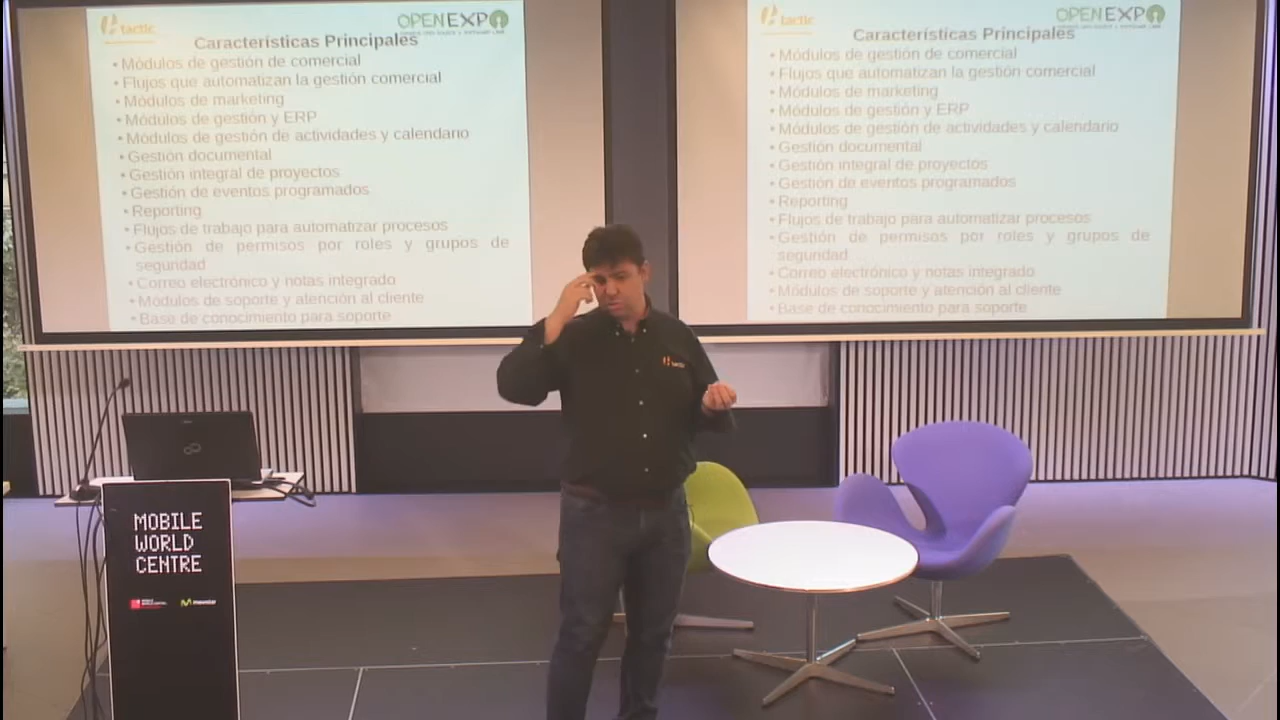 tactic
OPENEXPO
Características Principales
• Módulos de gestión de comercial
• Flujos que automatizan la gestión comercial
• Módulos de marketing
• Módulos de gestión y ERP
• Módulos de gestión de actividades y calendario
• Gestión documental
• Gestión integral de proyectos
• Gestión de eventos programados
• Reporting
• Flujos de trabajo para automatizar procesos
• Gestión de permisos por roles y grupos de
seguridad
• Correo electrónico y notas integrado
• Módulos de soporte y atención al cliente
• Base de conocimiento para soporte
tactic
OPENEXPO
Características Principales
• Módulos de gestión de comercial
• Flujos que automatizan la gestión comercial
• Módulos de marketing
• Módulos de gestión y ERP
• Módulos de gestión de actividades y calendario
• Gestión documental
• Gestión integral de proyectos
• Gestión de eventos programados
• Reporting
• Flujos de trabajo para automatizar procesos
• Gestión de permisos por roles y grupos de
seguridad
• Correo electrónico y notas integrado
• Módulos de soporte y atención al cliente
• Base de conocimiento para soporte
tactic
MOBILE
WORLD
CENTRE
movistar